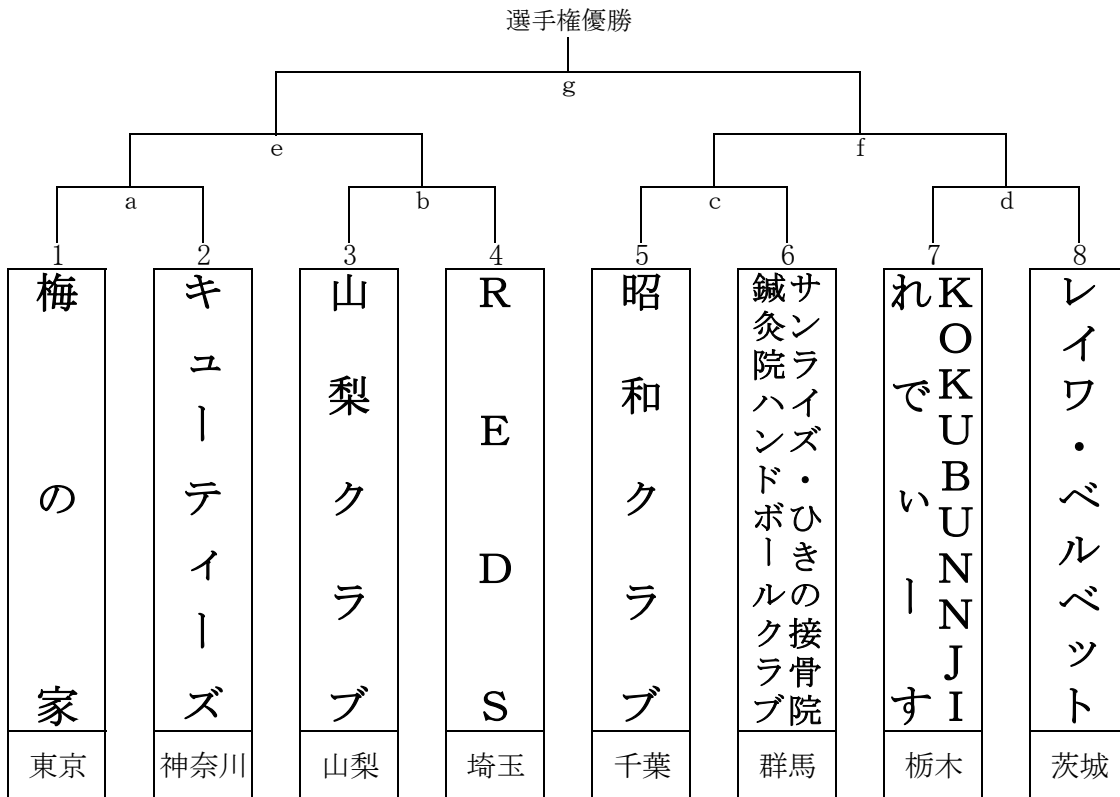 選手権優勝
g
e
f
a
b
c
d
1
2
3
4
5
6
7
8
梅の家
キューティーズ
山梨クラブ
REDS
昭和クラブ
サンライズ・ひきの接骨院
鍼灸院ハンドボールクラブ
KOKUBUNNJI
れでぃーす
レイワ・ベルベット
東京
神奈川
山梨
埼玉
千葉
群馬
栃木
茨城